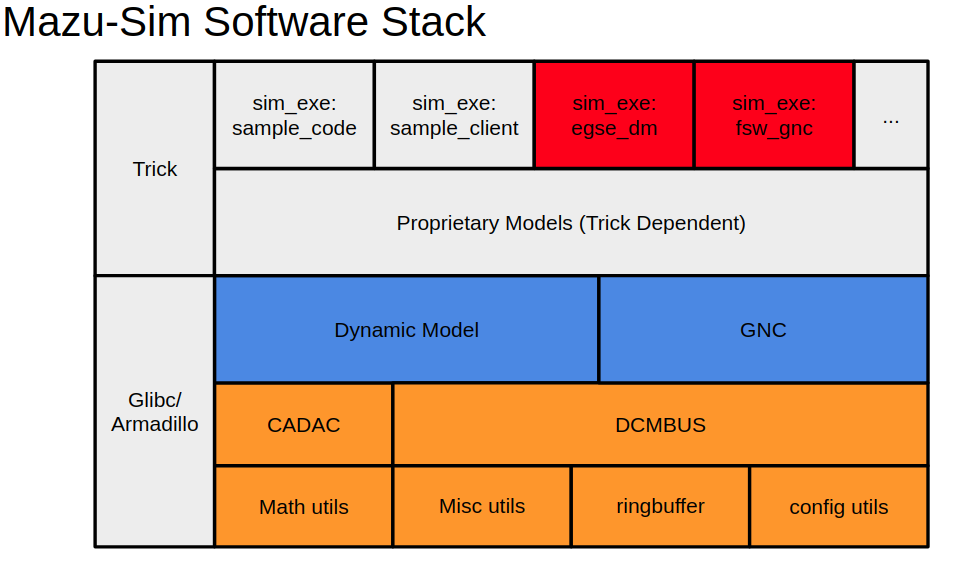 Mazu-Sim Software Stack
Trick
sim_exe:
sample_code
sim_exe:
sample_client
sim_exe:
egse_dm
sim_exe:
fsw_gnc
...
Proprietary Models (Trick Dependent)
Glibc/
Armadillo
Dynamic Model
GNC
CADAC
DCMBUS
Math utils
Misc utils
ringbuffer
config utils